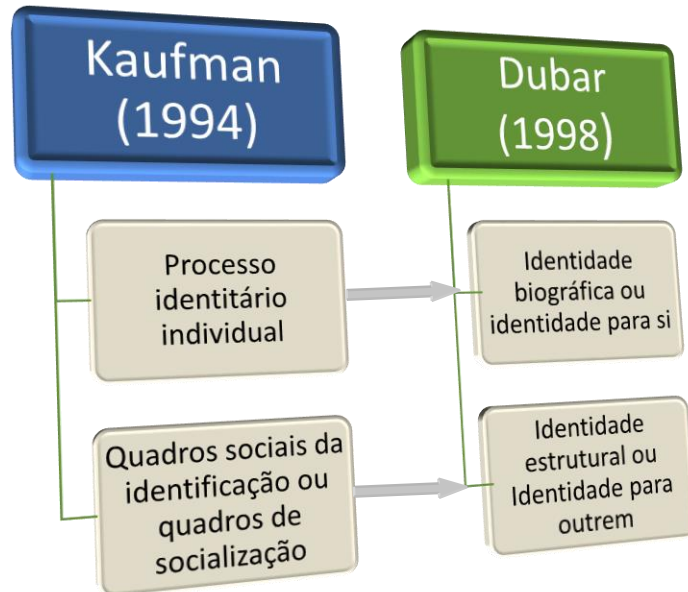 Kaufman
(1994)
Processo
identitário
individual
Quadros sociais da
identificação ou
quadros de
socialização
Dubar
(1998)
Identidade
biográfica ou
identidade para si
Identidade
estrutural ou
Identidade para
outrem